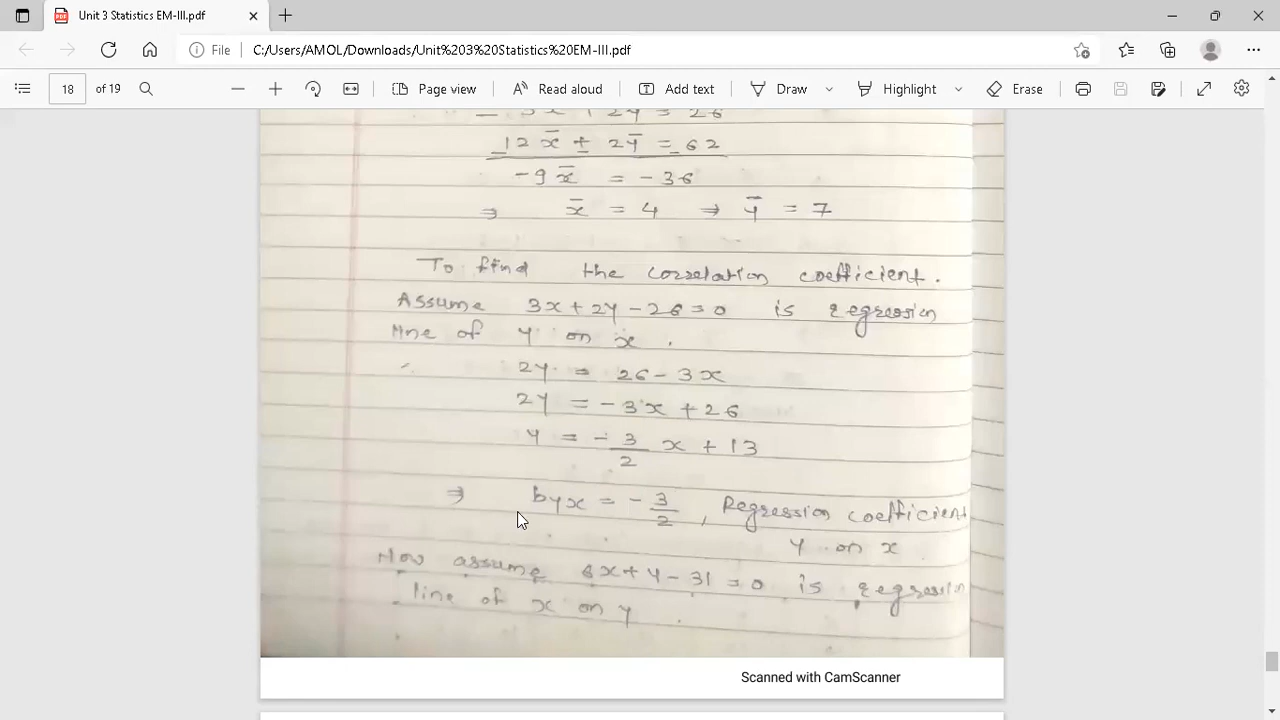 Unit 3 Statistics EM-III.pdf
File C:/Users/AMOL/Downloads/Unit%203%20Statistics%20EM-III.pdf
18 of 19 Page view Read aloud Add text Draw Highlight Erase
3x + 2y = 26
12x̄ + 2ȳ = 62
-9x̄ = -36
⇒ x̄ = 4 ⇒ ȳ = 7
To find the correlation coefficient.
Assume 3x+2y-26=0 is regression
line of y on x.
2y = 26-3x
2y = -3x+26
y = -3/2 x + 13
⇒ byx = -3/2, Regression coefficient
y on x
Now assume 6x+y-31=0 is regression
line of x on y.
Scanned with CamScanner